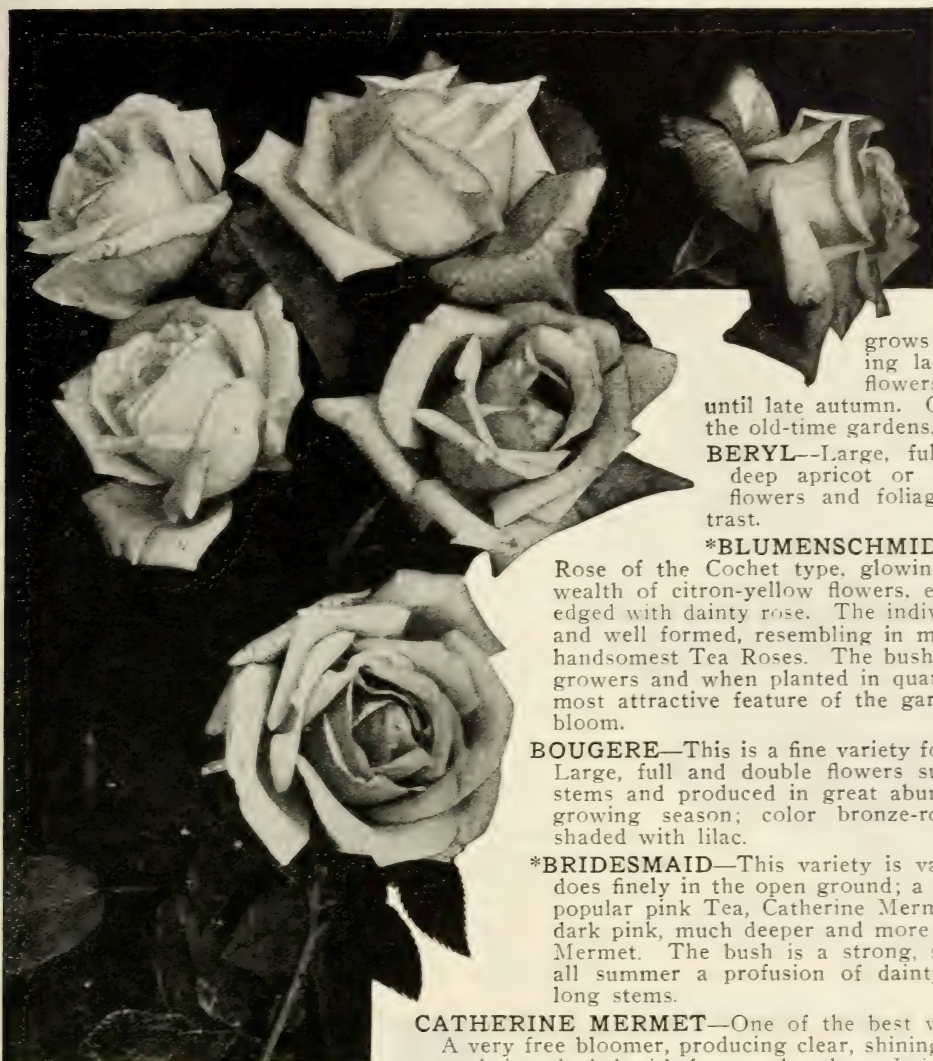 grows
ing la
flowers
until late autumn.
the old-time gardens.
BERYL--Large, ful
deep apricot or
flowers and foliag
trast.
*BLUMENSCHMID
Rose of the Cochet type, glowin
wealth of citron-yellow flowers, e
edged with dainty rose. The indiv
and well formed, resembling in m
handsomest Tea Roses. The bush
growers and when planted in quan
most attractive feature of the gar
bloom.
BOUGERE—This is a fine variety fo
Large, full and double flowers su
stems and produced in great abun
growing season; color bronze-ro
shaded with lilac.
*BRIDESMAID—This variety is va
does finely in the open ground; a
popular pink Tea, Catherine Merm
dark pink, much deeper and more
Mermet. The bush is a strong, s
all summer a profusion of daint
long stems.
CATHERINE MERMET—One of the best v
A very free bloomer, producing clear, shining